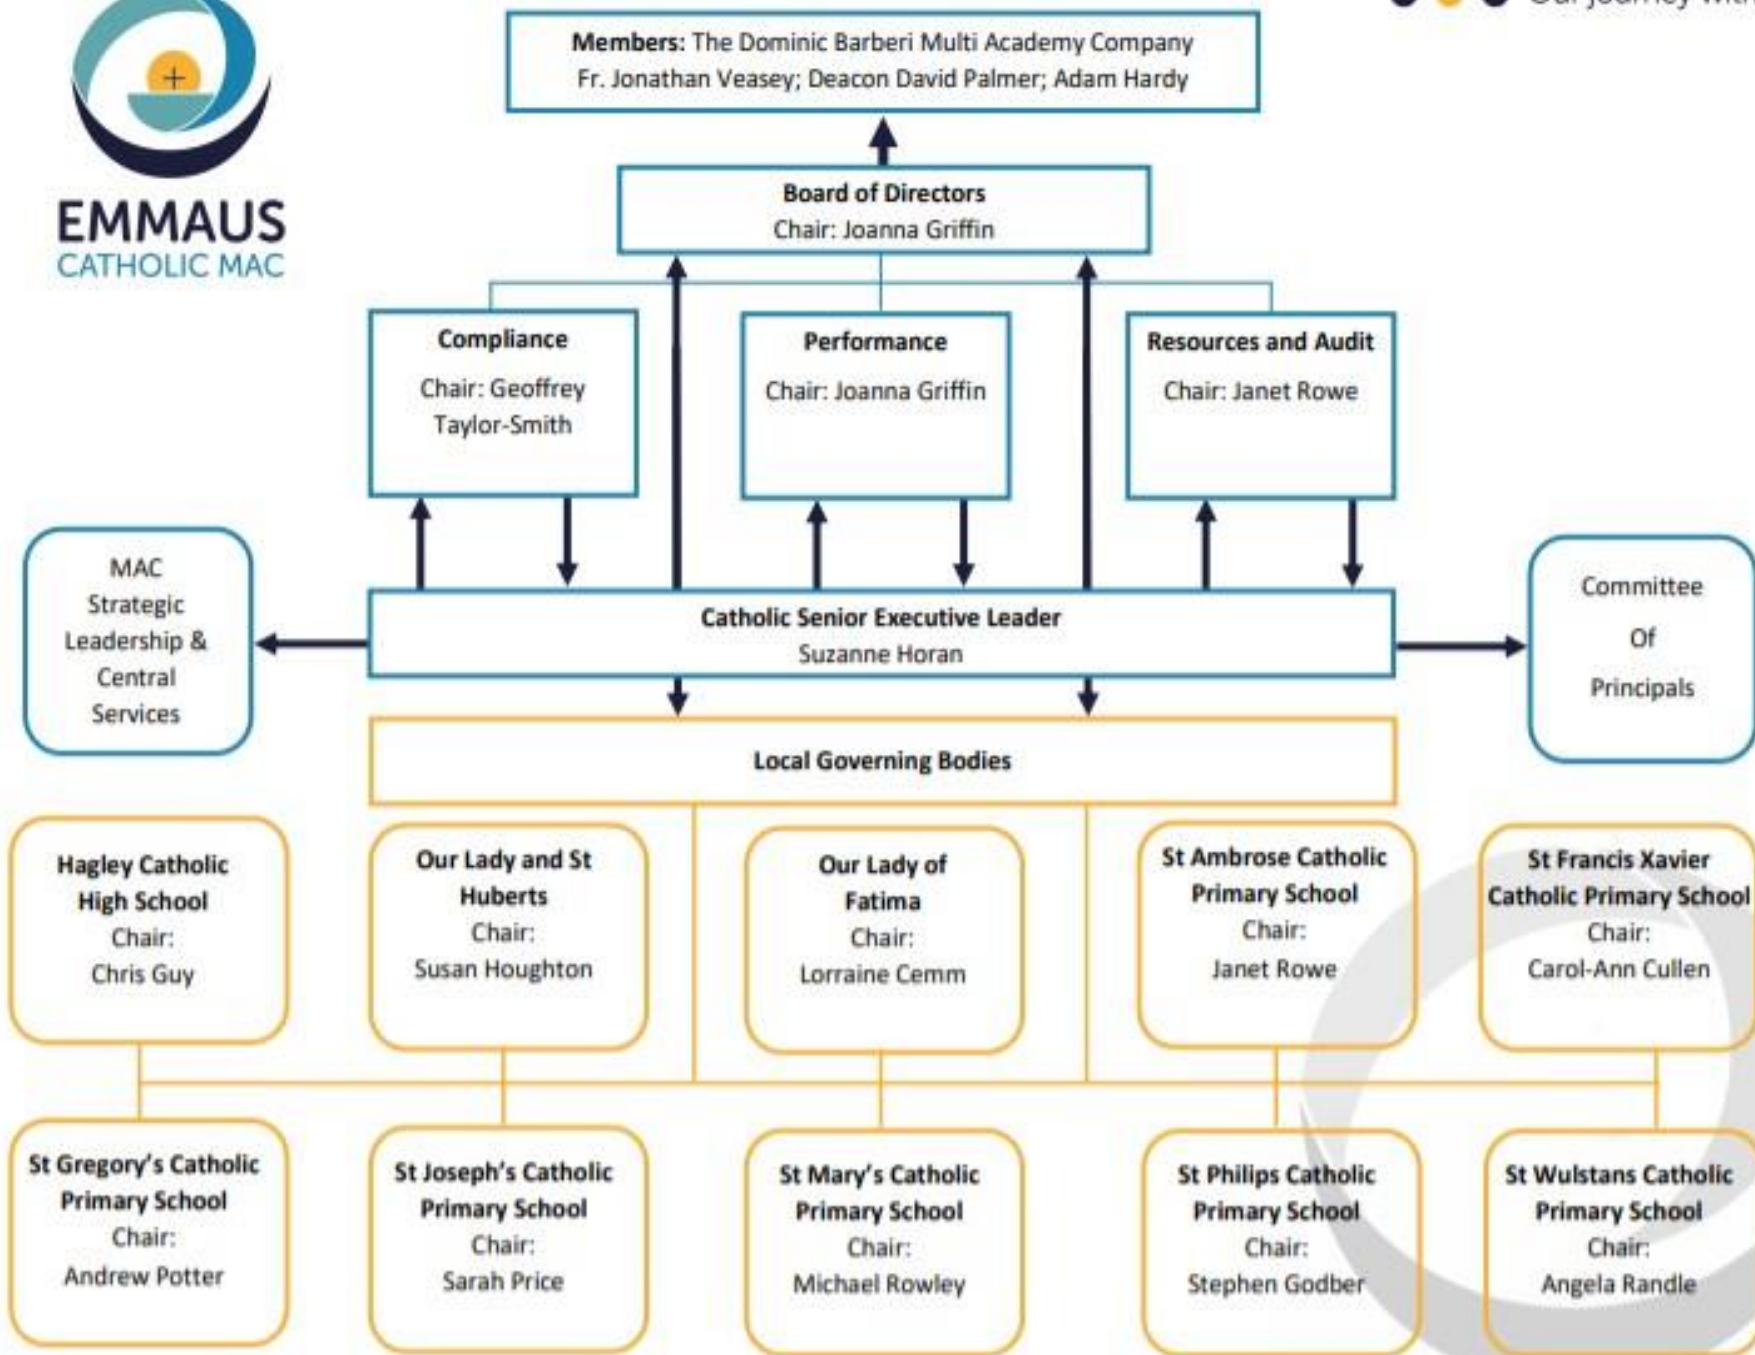 Our journey with
Members: The Dominic Barberi Multi Academy Company
Fr. Jonathan Veasey; Deacon David Palmer; Adam Hardy
EMMAUS
CATHOLIC MAC
Board of Directors
Chair: Joanna Griffin
Compliance
Chair: Geoffrey
Taylor-Smith
Performance
Chair: Joanna Griffin
Resources and Audit
Chair: Janet Rowe
MAC
Strategic
Leadership &
Central
Services
Catholic Senior Executive Leader
Suzanne Horan
Committee
Of
Principals
Local Governing Bodies
Hagley Catholic
High School
Chair:
Chris Guy
Our Lady and St
Huberts
Chair:
Susan Houghton
Our Lady of
Fatima
Chair:
Lorraine Cemm
St Ambrose Catholic
Primary School
Chair:
Janet Rowe
St Francis Xavier
Catholic Primary School
Chair:
Carol-Ann Cullen
St Gregory's Catholic
Primary School
Chair:
Andrew Potter
St Joseph's Catholic
Primary School
Chair:
Sarah Price
St Mary's Catholic
Primary School
Chair:
Michael Rowley
St Philips Catholic
Primary School
Chair:
Stephen Godber
St Wulstans Catholic
Primary School
Chair:
Angela Randle